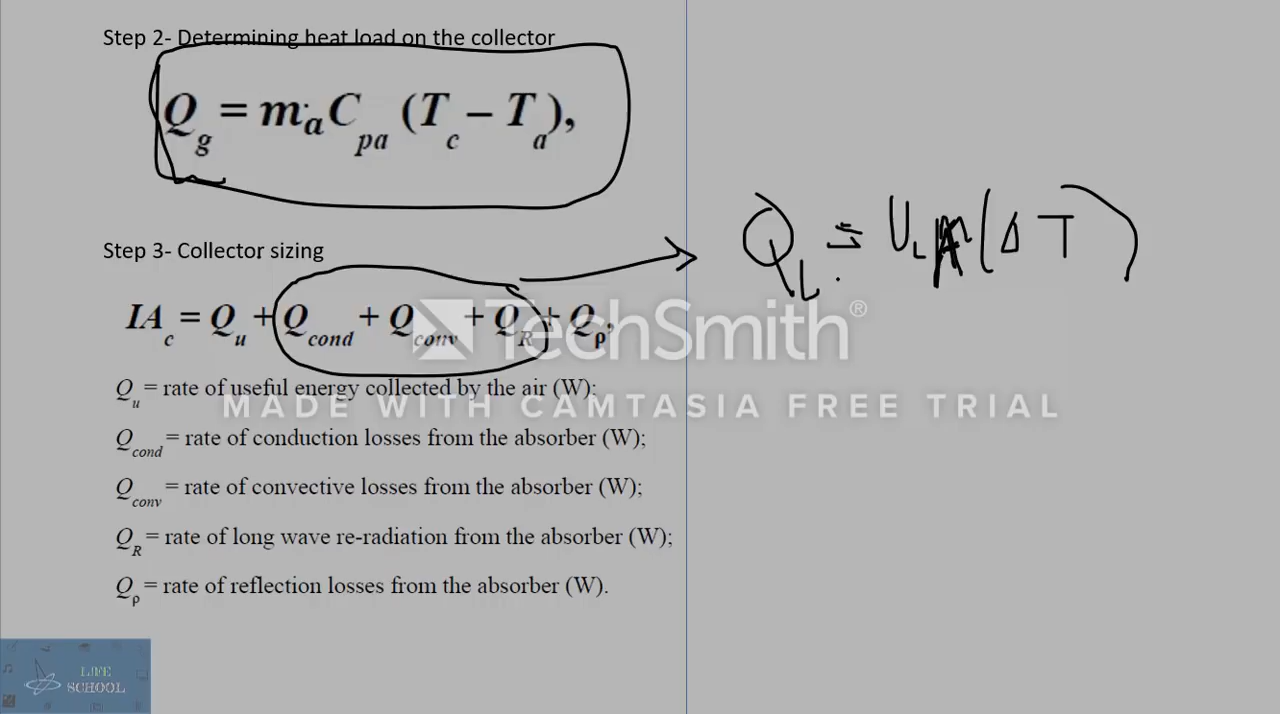 Step 2- Determining heat load on the collector
Q_g = ṁ_a C_pa (T_c − T_a),
Step 3- Collector sizing
IA_c = Q_u + Q_cond + Q_conv + Q_R + Q_ρ,
Q_L = U_L A (Δ T)
TechSmith®
MADE WITH CAMTASIA FREE TRIAL
Q_u = rate of useful energy collected by the air (W);
Q_cond = rate of conduction losses from the absorber (W);
Q_conv = rate of convective losses from the absorber (W);
Q_R = rate of long wave re-radiation from the absorber (W);
Q_ρ = rate of reflection losses from the absorber (W).
LIFE
SCHOOL